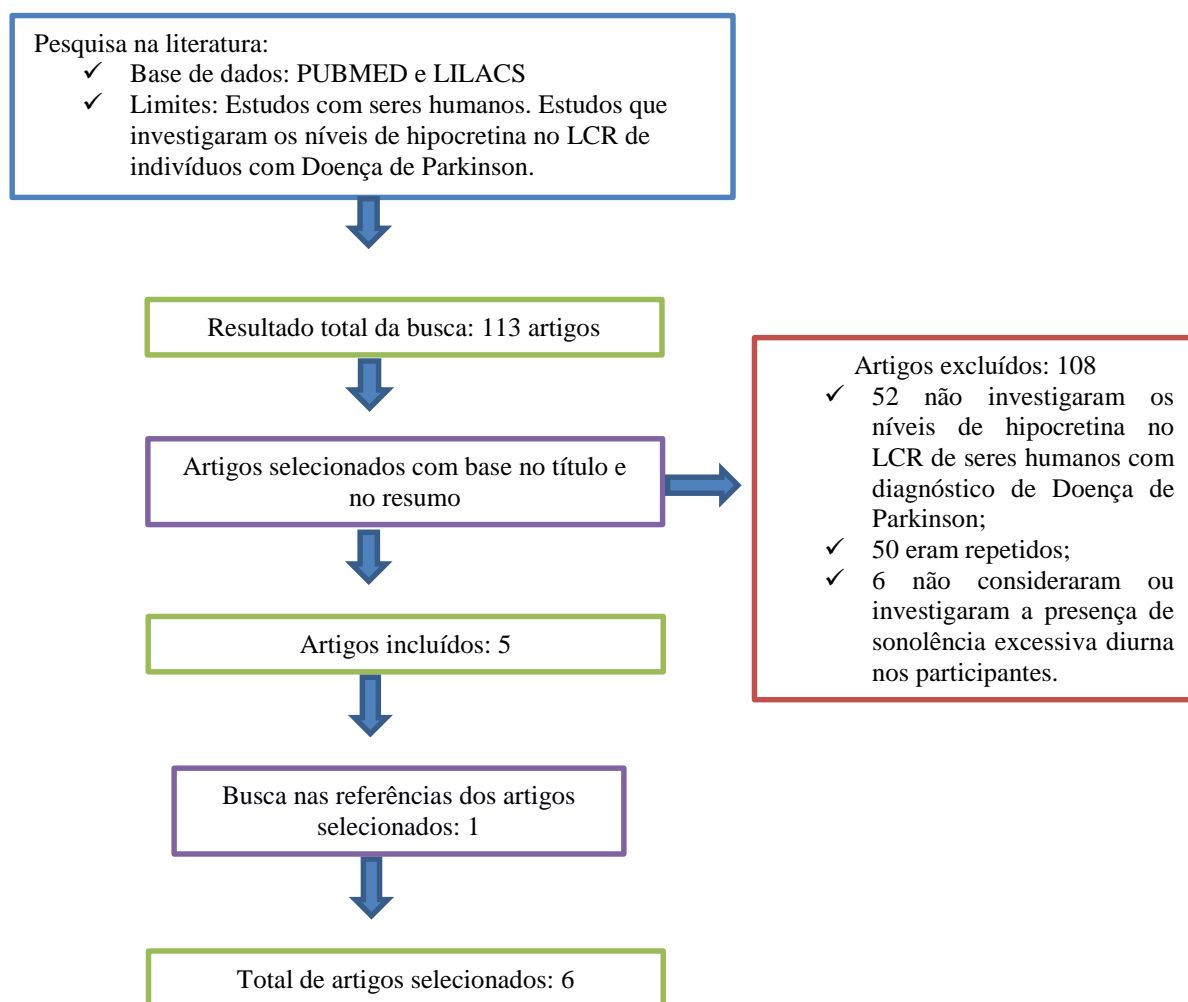 Pesquisa na literatura:
✓ Base de dados: PUBMED e LILACS
✓ Limites: Estudos com seres humanos. Estudos que
investigaram os níveis de hipocretina no LCR de
indivíduos com Doença de Parkinson.
Resultado total da busca: 113 artigos
Artigos selecionados com base no título e
no resumo
Artigos excluídos: 108
✓ 52 não investigaram os
níveis de hipocretina no
LCR de seres humanos com
diagnóstico de Doença de
Parkinson;
✓ 50 eram repetidos;
✓ 6 não consideraram ou
investigaram a presença de
sonolência excessiva diurna
nos participantes.
Artigos incluídos: 5
Busca nas referências dos artigos
selecionados: 1
Total de artigos selecionados: 6